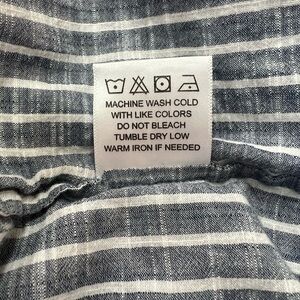 MACHINE WASH COLD
WITH LIKE COLORS
DO NOT BLEACH
TUMBLE DRY LOW
WARM IRON IF NEEDED